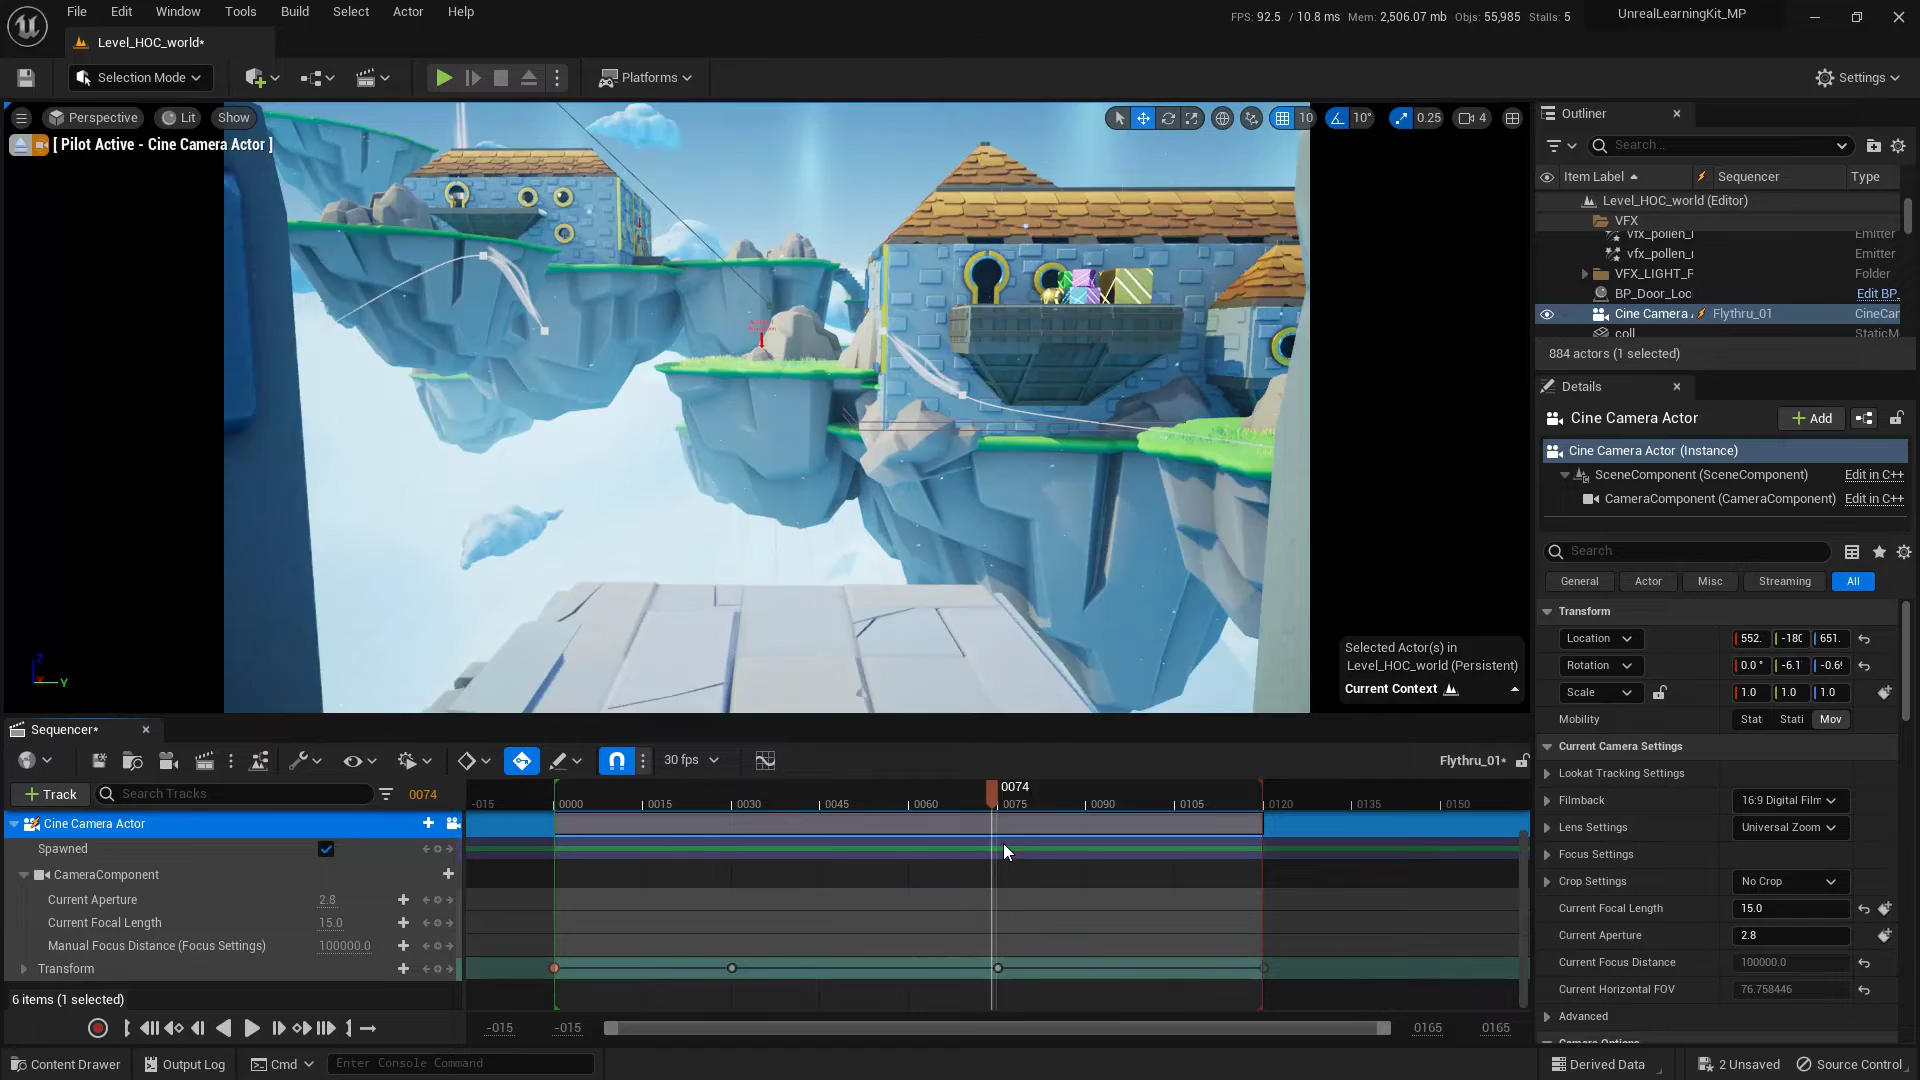 File Edit Window Tools Build Select Actor Help
FPS: 92.5 / 10.8 ms Mem: 2,506.07 mb Objs: 55,985 Stalls: 5
UnrealLearningKit_MP
Level_HOC_world*
Selection Mode
Platforms
Settings
Perspective Lit Show
10 10° 0.25 4
[ Pilot Active - Cine Camera Actor ]
Z
Y
Selected Actor(s) in
Level_HOC_world (Persistent)
Current Context
Outliner
Search...
Item Label Sequencer Type
Level_HOC_world (Editor)
VFX
vfx_pollen_ Emitter
vfx_pollen_ Emitter
VFX_LIGHT_F Folder
BP_Door_Loc Edit BP_
Cine Camera Flythru_01 CineCar
coll StaticM
884 actors (1 selected)
Details
Cine Camera Actor
Add
Cine Camera Actor (Instance)
SceneComponent (SceneComponent) Edit in C++
CameraComponent (CameraComponent) Edit in C++
Search
General Actor Misc Streaming All
Transform
Location 552. -180 651.
Rotation 0.0° -6.1 -0.69
Scale 1.0 1.0 1.0
Mobility Stat Stati Mov
Current Camera Settings
Lookat Tracking Settings
Filmback 16:9 Digital Film
Lens Settings Universal Zoom
Focus Settings
Crop Settings No Crop
Current Focal Length 15.0
Current Aperture 2.8
Current Focus Distance 100000.0
Current Horizontal FOV 76.758446
Advanced
Camera Options
Sequencer*
30 fps
Flythru_01*
Track
Search Tracks
0074
0074
-015 0000 0015 0030 0045 0060 0075 0090 0105 0120 0135 0150
Cine Camera Actor
Spawned
CameraComponent
Current Aperture 2.8
Current Focal Length 15.0
Manual Focus Distance (Focus Settings) 100000.0
Transform
6 items (1 selected)
-015 -015 0165 0165
Content Drawer Output Log Cmd Enter Console Command
Derived Data 2 Unsaved Source Control